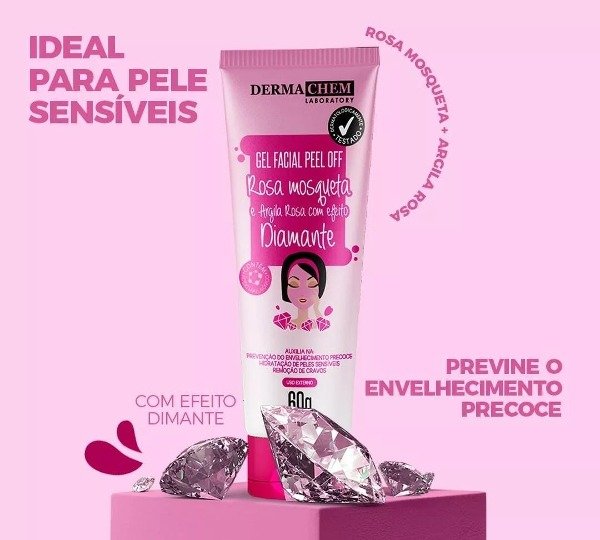 IDEAL
PARA PELE
SENSÍVEIS
ROSA MOSQUETA + ARGILA ROSA
DERMACHEM
LABORATORY
DERMATOLOGICAMENTE
TESTADO
GEL FACIAL PEEL OFF
Rosa mosqueta
e Argila Rosa com efeito
Diamante
AUXILIA NA
PREVENÇÃO DO ENVELHECIMENTO PRECOCE
HIDRATAÇÃO DE PELES SENSÍVEIS
REMOÇÃO DE CRAVOS
USO EXTERNO
60g
PREVINE O
ENVELHECIMENTO
PRECOCE
COM EFEITO
DIMANTE